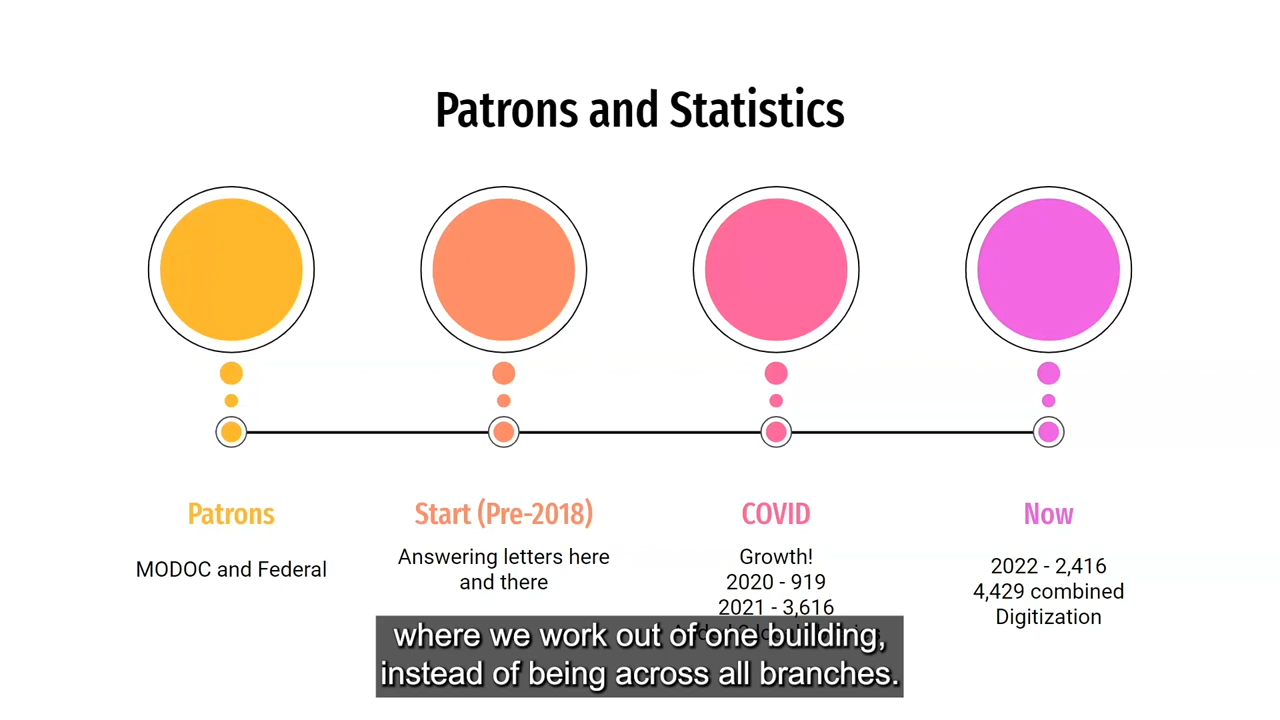 Patrons and Statistics
Patrons
MODOC and Federal
Start (Pre-2018)
Answering letters here
and there
COVID
Growth!
2020 - 919
2021 - 3,616
Now
2022 - 2,416
4,429 combined
Digitization
where we work out of one building,
instead of being across all branches.